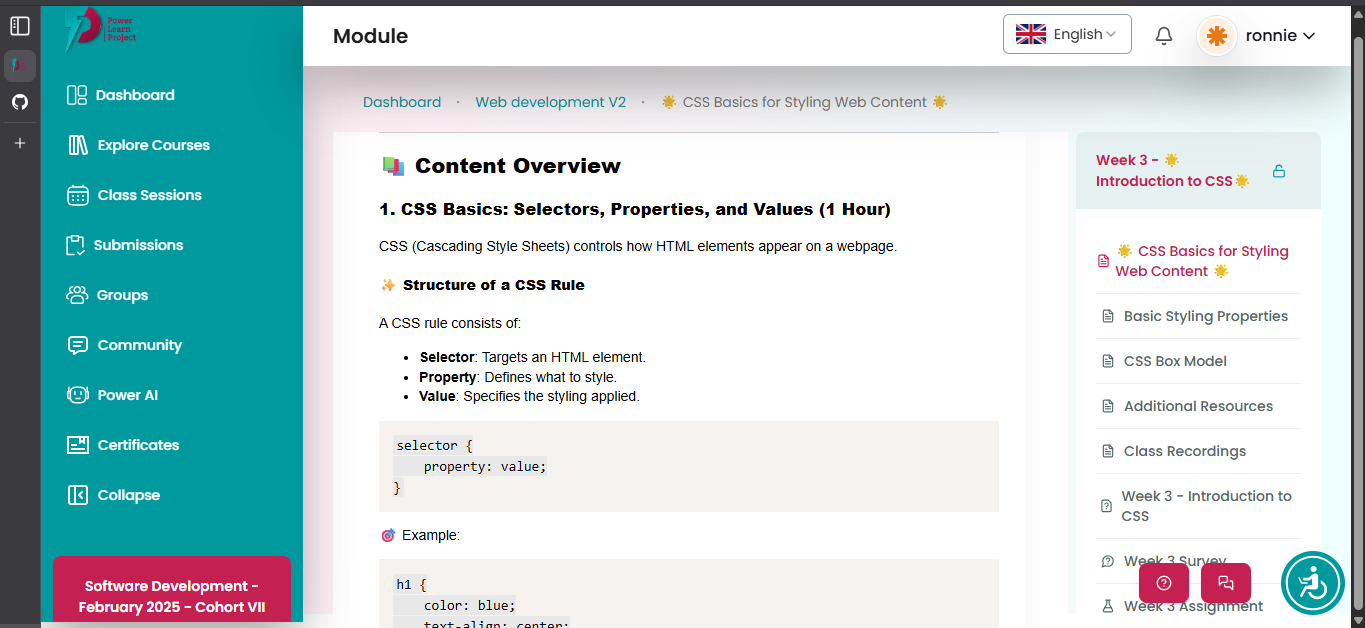 Power
Learn
Project
Dashboard
Explore Courses
Class Sessions
Submissions
Groups
Community
Power AI
Certificates
Collapse
Software Development -
February 2025 - Cohort VII
Module
English
ronnie
Dashboard · Web development V2 · 🌟 CSS Basics for Styling Web Content 🌟
📚 Content Overview
1. CSS Basics: Selectors, Properties, and Values (1 Hour)
CSS (Cascading Style Sheets) controls how HTML elements appear on a webpage.
✨ Structure of a CSS Rule
A CSS rule consists of:
• Selector: Targets an HTML element.
• Property: Defines what to style.
• Value: Specifies the styling applied.
selector {
    property: value;
}
🎯 Example:
h1 {
    color: blue;
    text-align: center;
Week 3 - 🌟
Introduction to CSS🌟
🌟 CSS Basics for Styling
Web Content 🌟
Basic Styling Properties
CSS Box Model
Additional Resources
Class Recordings
Week 3 - Introduction to
CSS
Week 3 Survey
Week 3 Assignment